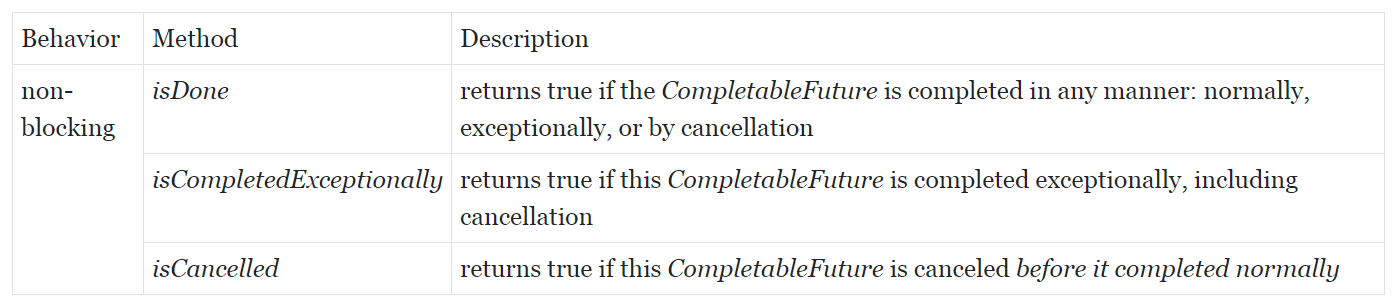 Behavior Method Description
non-
blocking
isDone
returns true if the CompletableFuture is completed in any manner: normally,
exceptionally, or by cancellation
isCompletedExceptionally
returns true if this CompletableFuture is completed exceptionally, including
cancellation
isCancelled
returns true if this CompletableFuture is canceled before it completed normally